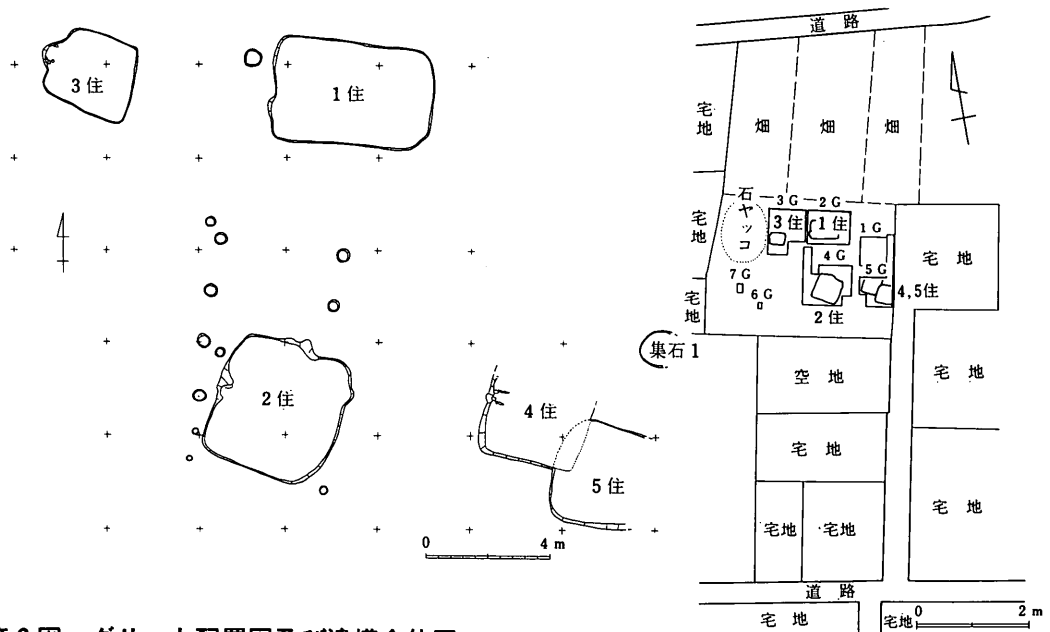 3 住
1 住
2 住
4 住
5 住
集石 1
0 4 m
道 路
宅地
畑
畑
畑
石ヤッコ
3 G
2 G
3 住
1 住
1 G
宅地
宅 地
4 G
5 G
7 G
6 G
4,5住
2 住
宅地
空 地
宅 地
宅 地
宅 地
宅地
宅地
道 路
宅 地
宅地
0 2 m